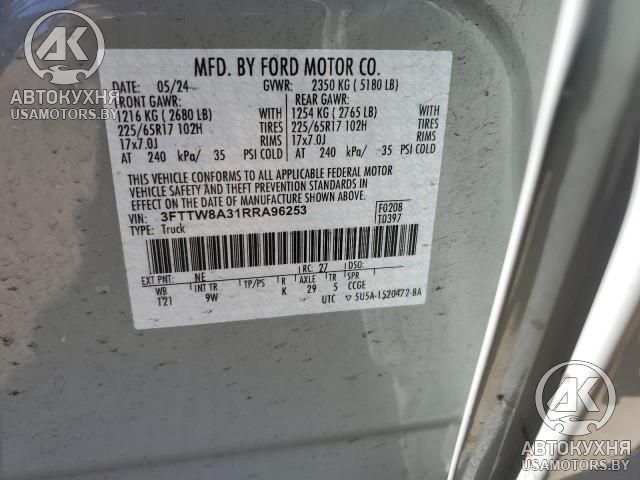 MFD. BY FORD MOTOR CO.
DATE: 05/24 GVWR: 2350 KG ( 5180 LB)
FRONT GAWR: REAR GAWR:
1216 KG ( 2680 LB) 1254 KG ( 2765 LB)
225/65R17 102H TIRES 225/65R17 102H TIRES
17x7.0J RIMS 17x7.0J RIMS
AT 240 kPa/ 35 PSI COLD AT 240 kPa/ 35 PSI COLD
THIS VEHICLE CONFORMS TO ALL APPLICABLE FEDERAL MOTOR
VEHICLE SAFETY AND THEFT PREVENTION STANDARDS IN
EFFECT ON THE DATE OF MANUFACTURE SHOWN ABOVE.
VIN: 3FTTW8A31RRA96253 F0208
TYPE: Truck T0397
EXT PNT: NE RC: 27 DSO:
WB INT TR TP/PS R AXLE TR SPR
121 9W K 29 5 CCGE
UTC ▽ 5U5A-1520472-BA
АК
АВТОКУХНЯ
USAMOTORS.BY
АК
АВТОКУХНЯ
USAMOTORS.BY